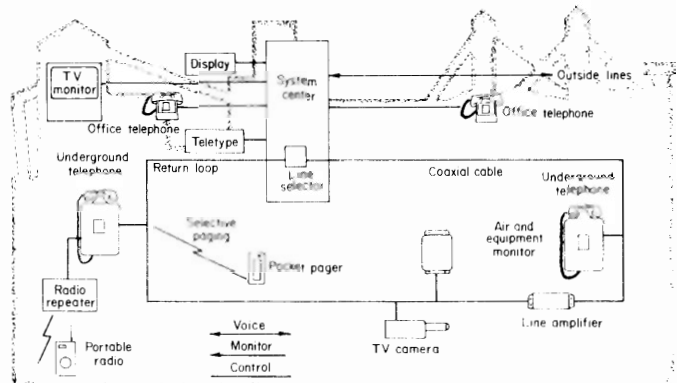 Display
TV
monitor
System
center
Outside lines
Office telephone
Office telephone
Teletype
Underground
telephone
Return loop
Line
selector
Coaxial cable
Underground
telephone
Selective
paging
Air and
equipment
monitor
Pocker pager
Radio
repeater
Line amplifier
Voice
TV camera
Portable
radio
Monitor
Control